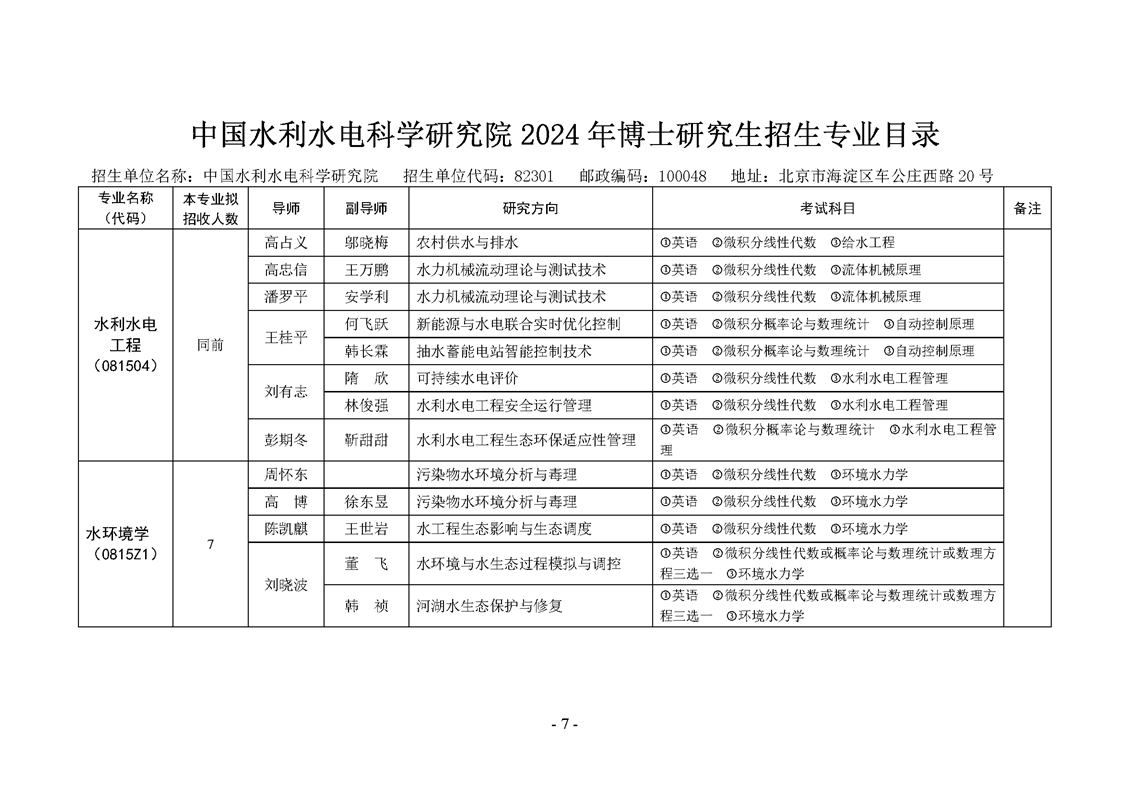 中国水利水电科学研究院 2024 年博士研究生招生专业目录
招生单位名称：中国水利水电科学研究院 招生单位代码：82301 邮政编码：100048 地址：北京市海淀区车公庄西路 20 号
专业名称（代码） 本专业拟招收人数 导师 副导师 研究方向 考试科目 备注
水利水电工程（081504） 同前 高占义 邬晓梅 农村供水与排水 ①英语 ②微积分线性代数 ③给水工程
高忠信 王万鹏 水力机械流动理论与测试技术 ①英语 ②微积分线性代数 ③流体机械原理
潘罗平 安学利 水力机械流动理论与测试技术 ①英语 ②微积分线性代数 ③流体机械原理
王桂平 何飞跃 新能源与水电联合实时优化控制 ①英语 ②微积分概率论与数理统计 ③自动控制原理
韩长霖 抽水蓄能电站智能控制技术 ①英语 ②微积分概率论与数理统计 ③自动控制原理
刘有志 隋 欣 可持续水电评价 ①英语 ②微积分线性代数 ③水利水电工程管理
林俊强 水利水电工程安全运行管理 ①英语 ②微积分线性代数 ③水利水电工程管理
彭期冬 靳甜甜 水利水电工程生态环保适应性管理 ①英语 ②微积分概率论与数理统计 ③水利水电工程管理
水环境学（0815Z1） 7 周怀东 污染物水环境分析与毒理 ①英语 ②微积分线性代数 ③环境水力学
高 博 徐东昱 污染物水环境分析与毒理 ①英语 ②微积分线性代数 ③环境水力学
陈凯麒 王世岩 水工程生态影响与生态调度 ①英语 ②微积分线性代数 ③环境水力学
刘晓波 董 飞 水环境与水生态过程模拟与调控 ①英语 ②微积分线性代数或概率论与数理统计或数理方程三选一 ③环境水力学
韩 祯 河湖水生态保护与修复 ①英语 ②微积分线性代数或概率论与数理统计或数理方程三选一 ③环境水力学
- 7 -